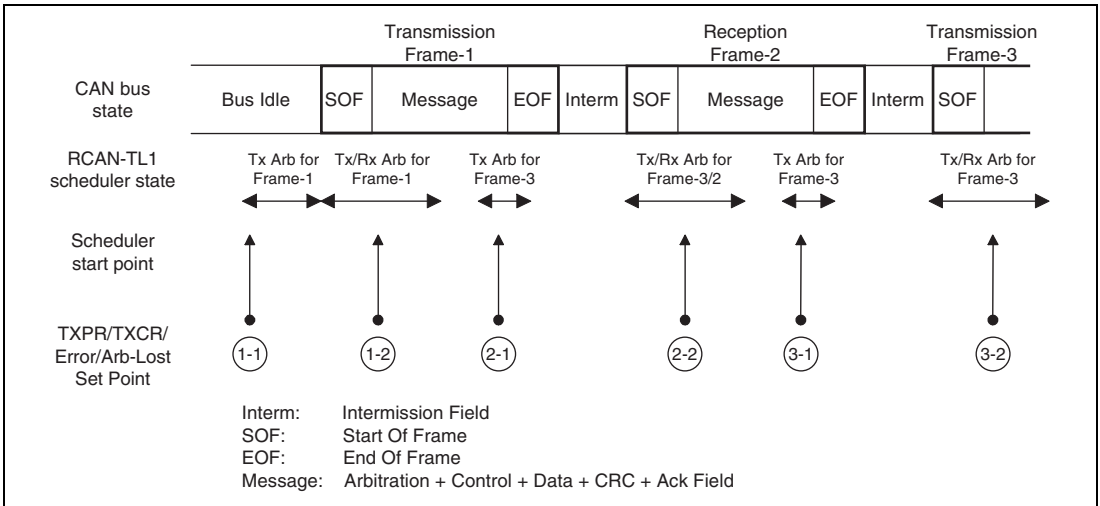 Transmission
Frame-1
Reception
Frame-2
Transmission
Frame-3
CAN bus
state
Bus Idle
SOF
Message
EOF
Interm
SOF
Message
EOF
Interm
SOF
RCAN-TL1
scheduler state
Tx Arb for
Frame-1
Tx/Rx Arb for
Frame-1
Tx Arb for
Frame-3
Tx/Rx Arb for
Frame-3/2
Tx Arb for
Frame-3
Tx/Rx Arb for
Frame-3
Scheduler
start point
TXPR/TXCR/
Error/Arb-Lost
Set Point
1-1
1-2
2-1
2-2
3-1
3-2
Interm: Intermission Field
SOF: Start Of Frame
EOF: End Of Frame
Message: Arbitration + Control + Data + CRC + Ack Field